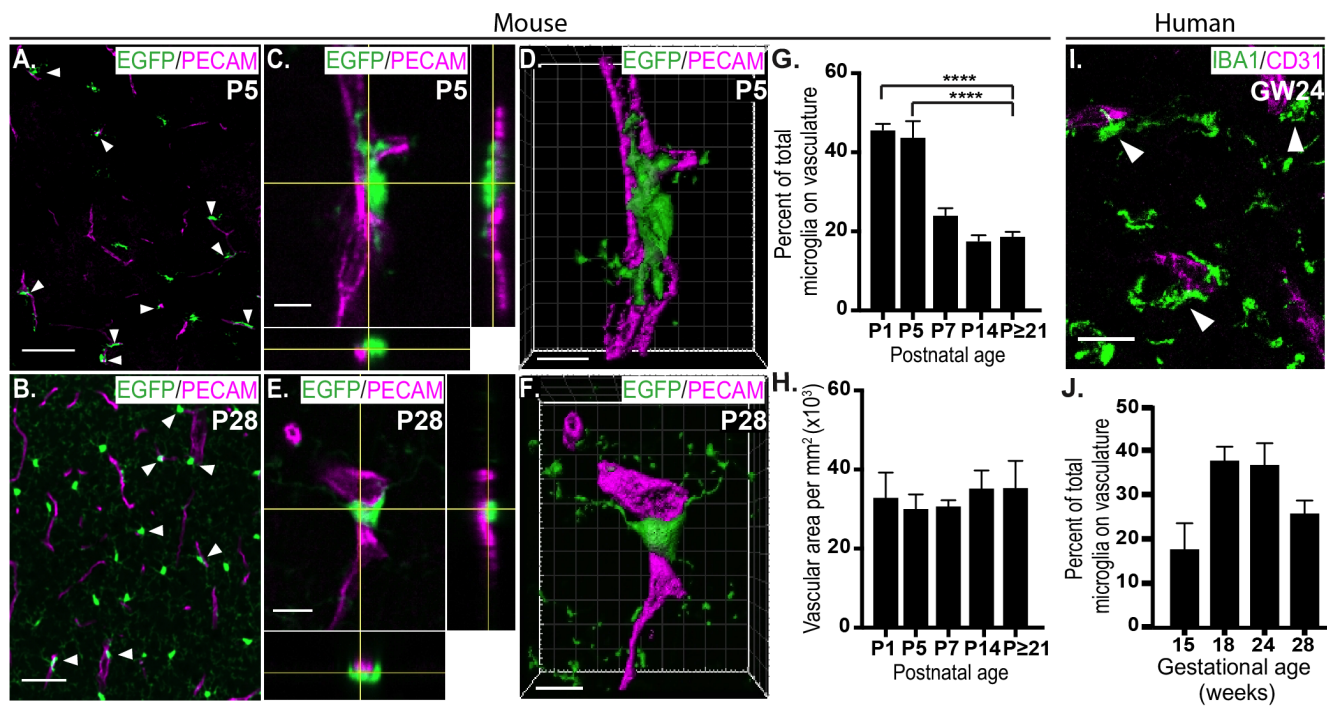 Mouse
Human
A.
EGFP/PECAM
P5
C.
EGFP/PECAM
P5
D.
EGFP/PECAM
P5
G.
60
40
20
0
Percent of total
microglia on vasculature
****
****
P1 P5 P7 P14 P≥21
Postnatal age
I.
IBA1/CD31
GW24
B.
EGFP/PECAM
P28
E.
EGFP/PECAM
P28
F.
EGFP/PECAM
P28
H.
60
40
20
0
Vascular area per mm² (x10³)
P1 P5 P7 P14 P≥21
Postnatal age
J.
50
40
30
20
10
0
Percent of total
microglia on vasculature
15 18 24 28
Gestational age
(weeks)